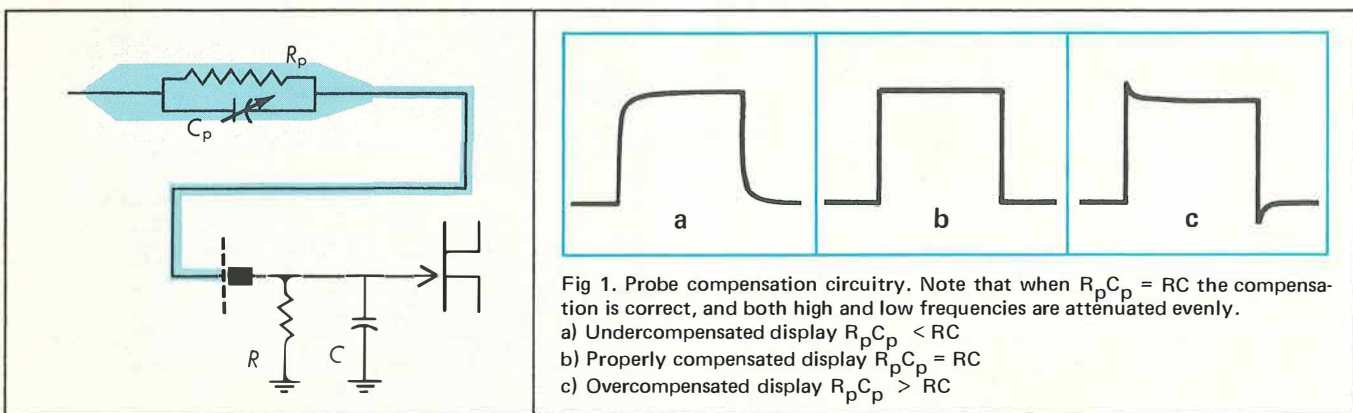 Rp
Cp
R
C
a
b
c
Fig 1. Probe compensation circuitry. Note that when RpCp = RC the compensa-
tion is correct, and both high and low frequencies are attenuated evenly.
a) Undercompensated display RpCp < RC
b) Properly compensated display RpCp = RC
c) Overcompensated display RpCp > RC